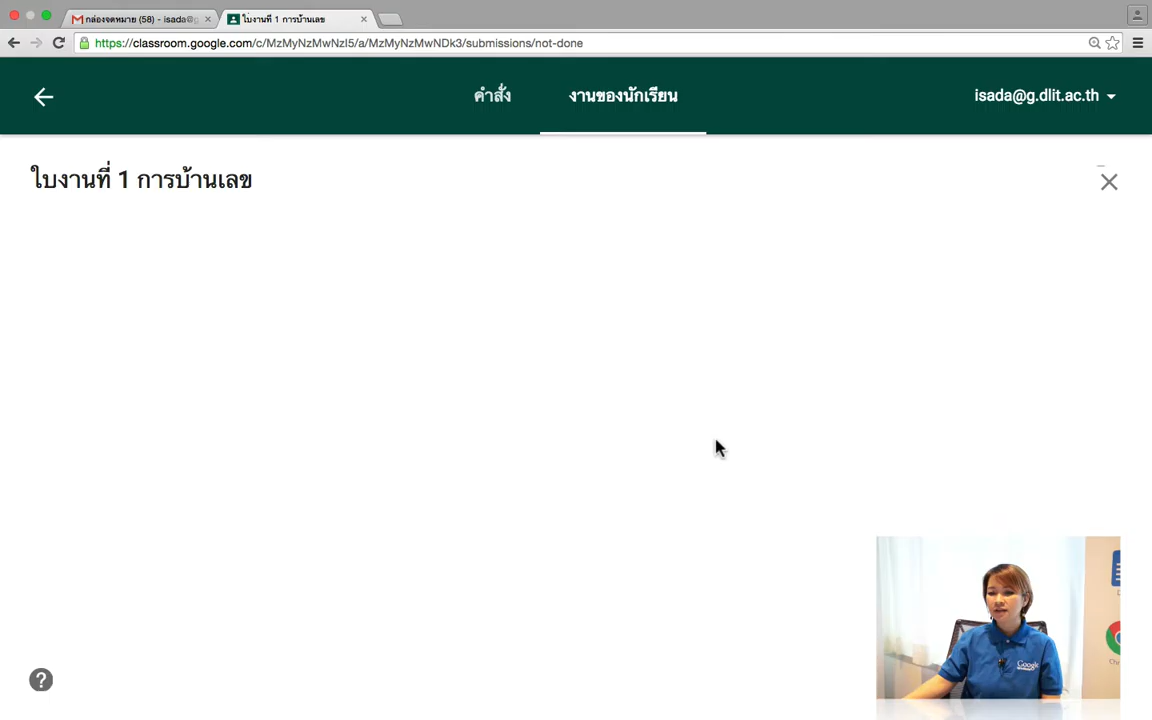 กล่องจดหมาย (58) - isada@g
ใบงานที่ 1 การบ้านเลข
https://classroom.google.com/c/MzMyNzMwNzI5/a/MzMyNzMwNDk3/submissions/not-done
คำสั่ง
งานของนักเรียน
isada@g.dlit.ac.th
ใบงานที่ 1 การบ้านเลข
Google
?